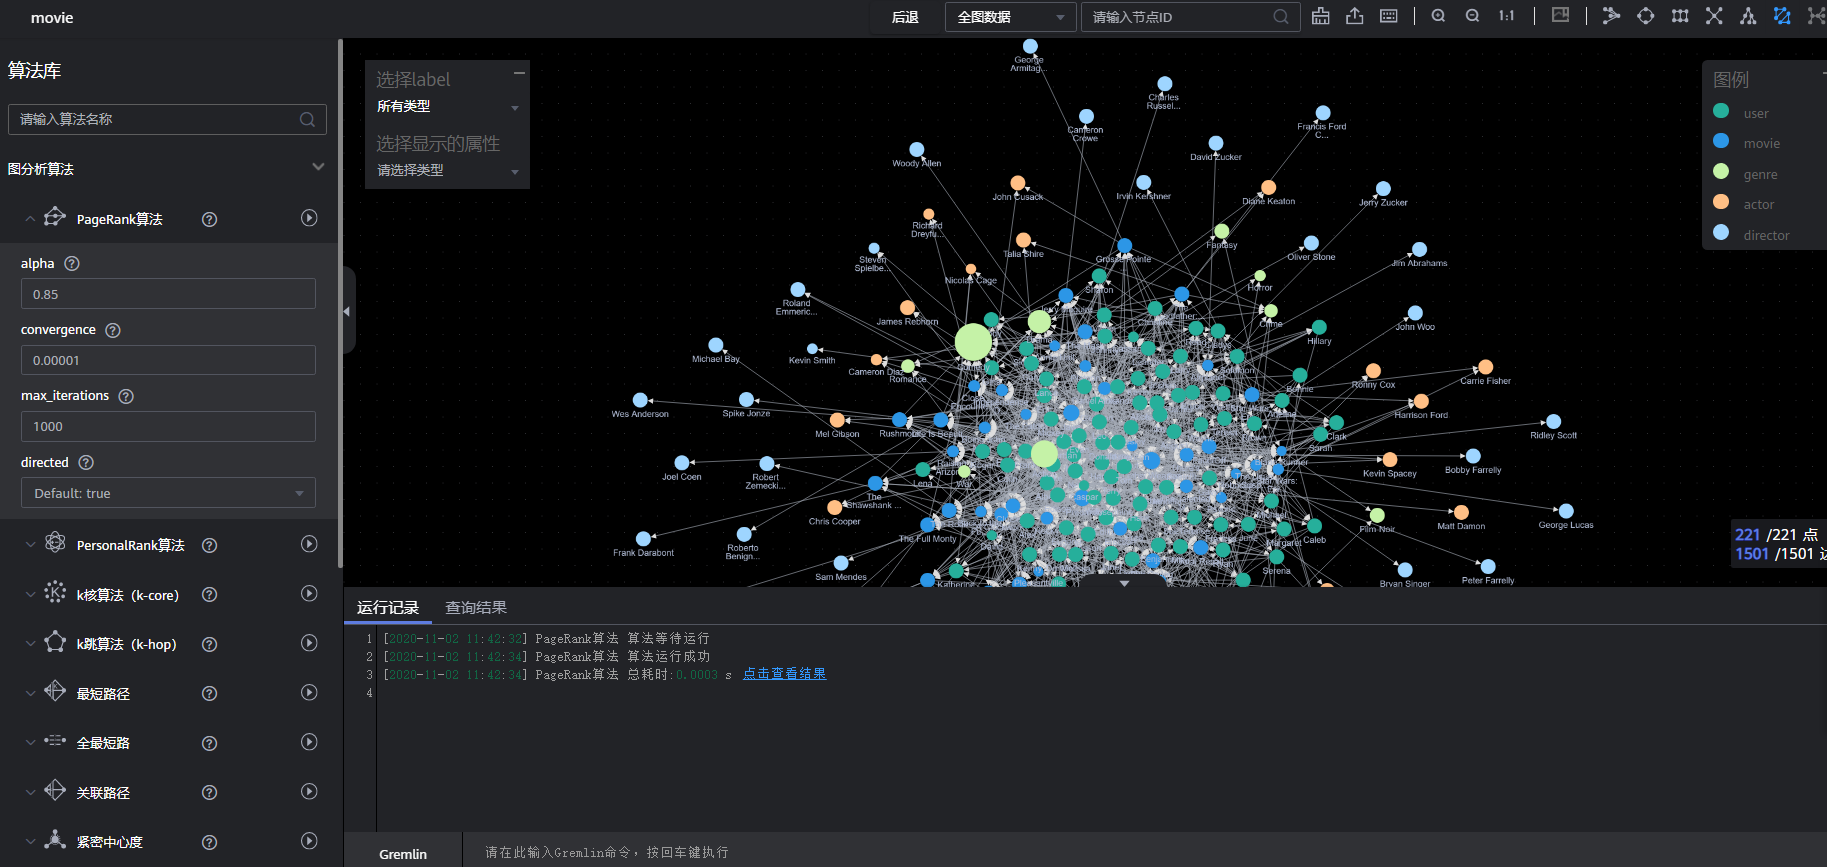 movie
后退
全图数据
请输入节点ID
1:1
算法库
请输入算法名称
图分析算法
PageRank算法
alpha
0.85
convergence
0.00001
max_iterations
1000
directed
Default: true
PersonalRank算法
k核算法（k-core）
k跳算法（k-hop）
最短路径
全最短路
关联路径
紧密中心度
选择label
所有类型
选择显示的属性
请选择类型
图例
user
movie
genre
actor
director
George
Armitag...
Charles
Russel...
Cameron
Crowe
Francis Ford
C...
David Zucker
Woody Allen
John Cusack
Irvin Kershner
Diane Keaton
Jerry Zucker
Richard
Dreyfu...
Talia Shire
Fantasy
Steven
Spielbe...
Grosse Pointe
Oliver Stone
Jim Abrahams
Nicolas Cage
Sharon
Horror
Roland
Emmeric...
James Rebhorn
Crime
John Woo
Hillary
Michael Bay
Kevin Smith
Cameron Diaz
Romance
Ronny Cox
Carrie Fisher
Bonnie
Wes Anderson
Spike Jonze
Harrison Ford
Mel Gibson
Rushmore
Clark
Sarah
Ridley Scott
Joel Coen
Robert
Zemecki...
Lena
War
Kevin Spacey
Bobby Farrelly
The
Shawshank ...
Chris Cooper
Caspar
Film-Noir
Matt Damon
George Lucas
Frank Darabont
Roberto
Benign...
The Full Monty
Margaret
Caleb
Sam Mendes
Serena
Bryan Singer
Peter Farrelly
Pleasantville
Katherine
221 /221 点
1501 /1501 边
运行记录
查询结果
1 [2020-11-02 11:42:32] PageRank算法 算法等待运行
2 [2020-11-02 11:42:34] PageRank算法 算法运行成功
3 [2020-11-02 11:42:34] PageRank算法 总耗时:0.0003 s 点击查看结果
4
Gremlin
请在此输入Gremlin命令，按回车键执行